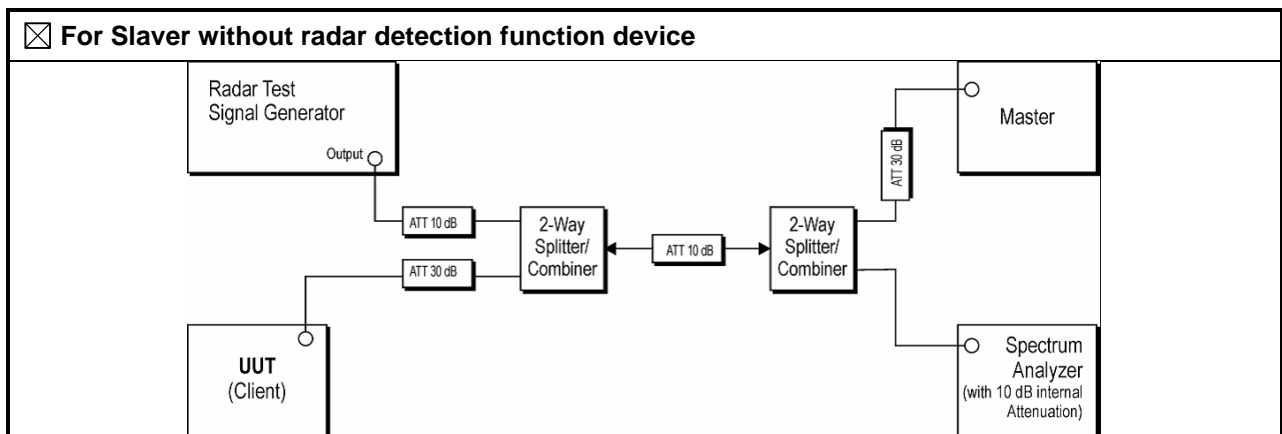 ☒ For Slaver without radar detection function device
Radar Test
Signal Generator
Output
ATT 10 dB
ATT 30 dB
2-Way
Splitter/
Combiner
ATT 10 dB
2-Way
Splitter/
Combiner
ATT 30 dB
Master
UUT
(Client)
Spectrum
Analyzer
(with 10 dB internal
Attenuation)